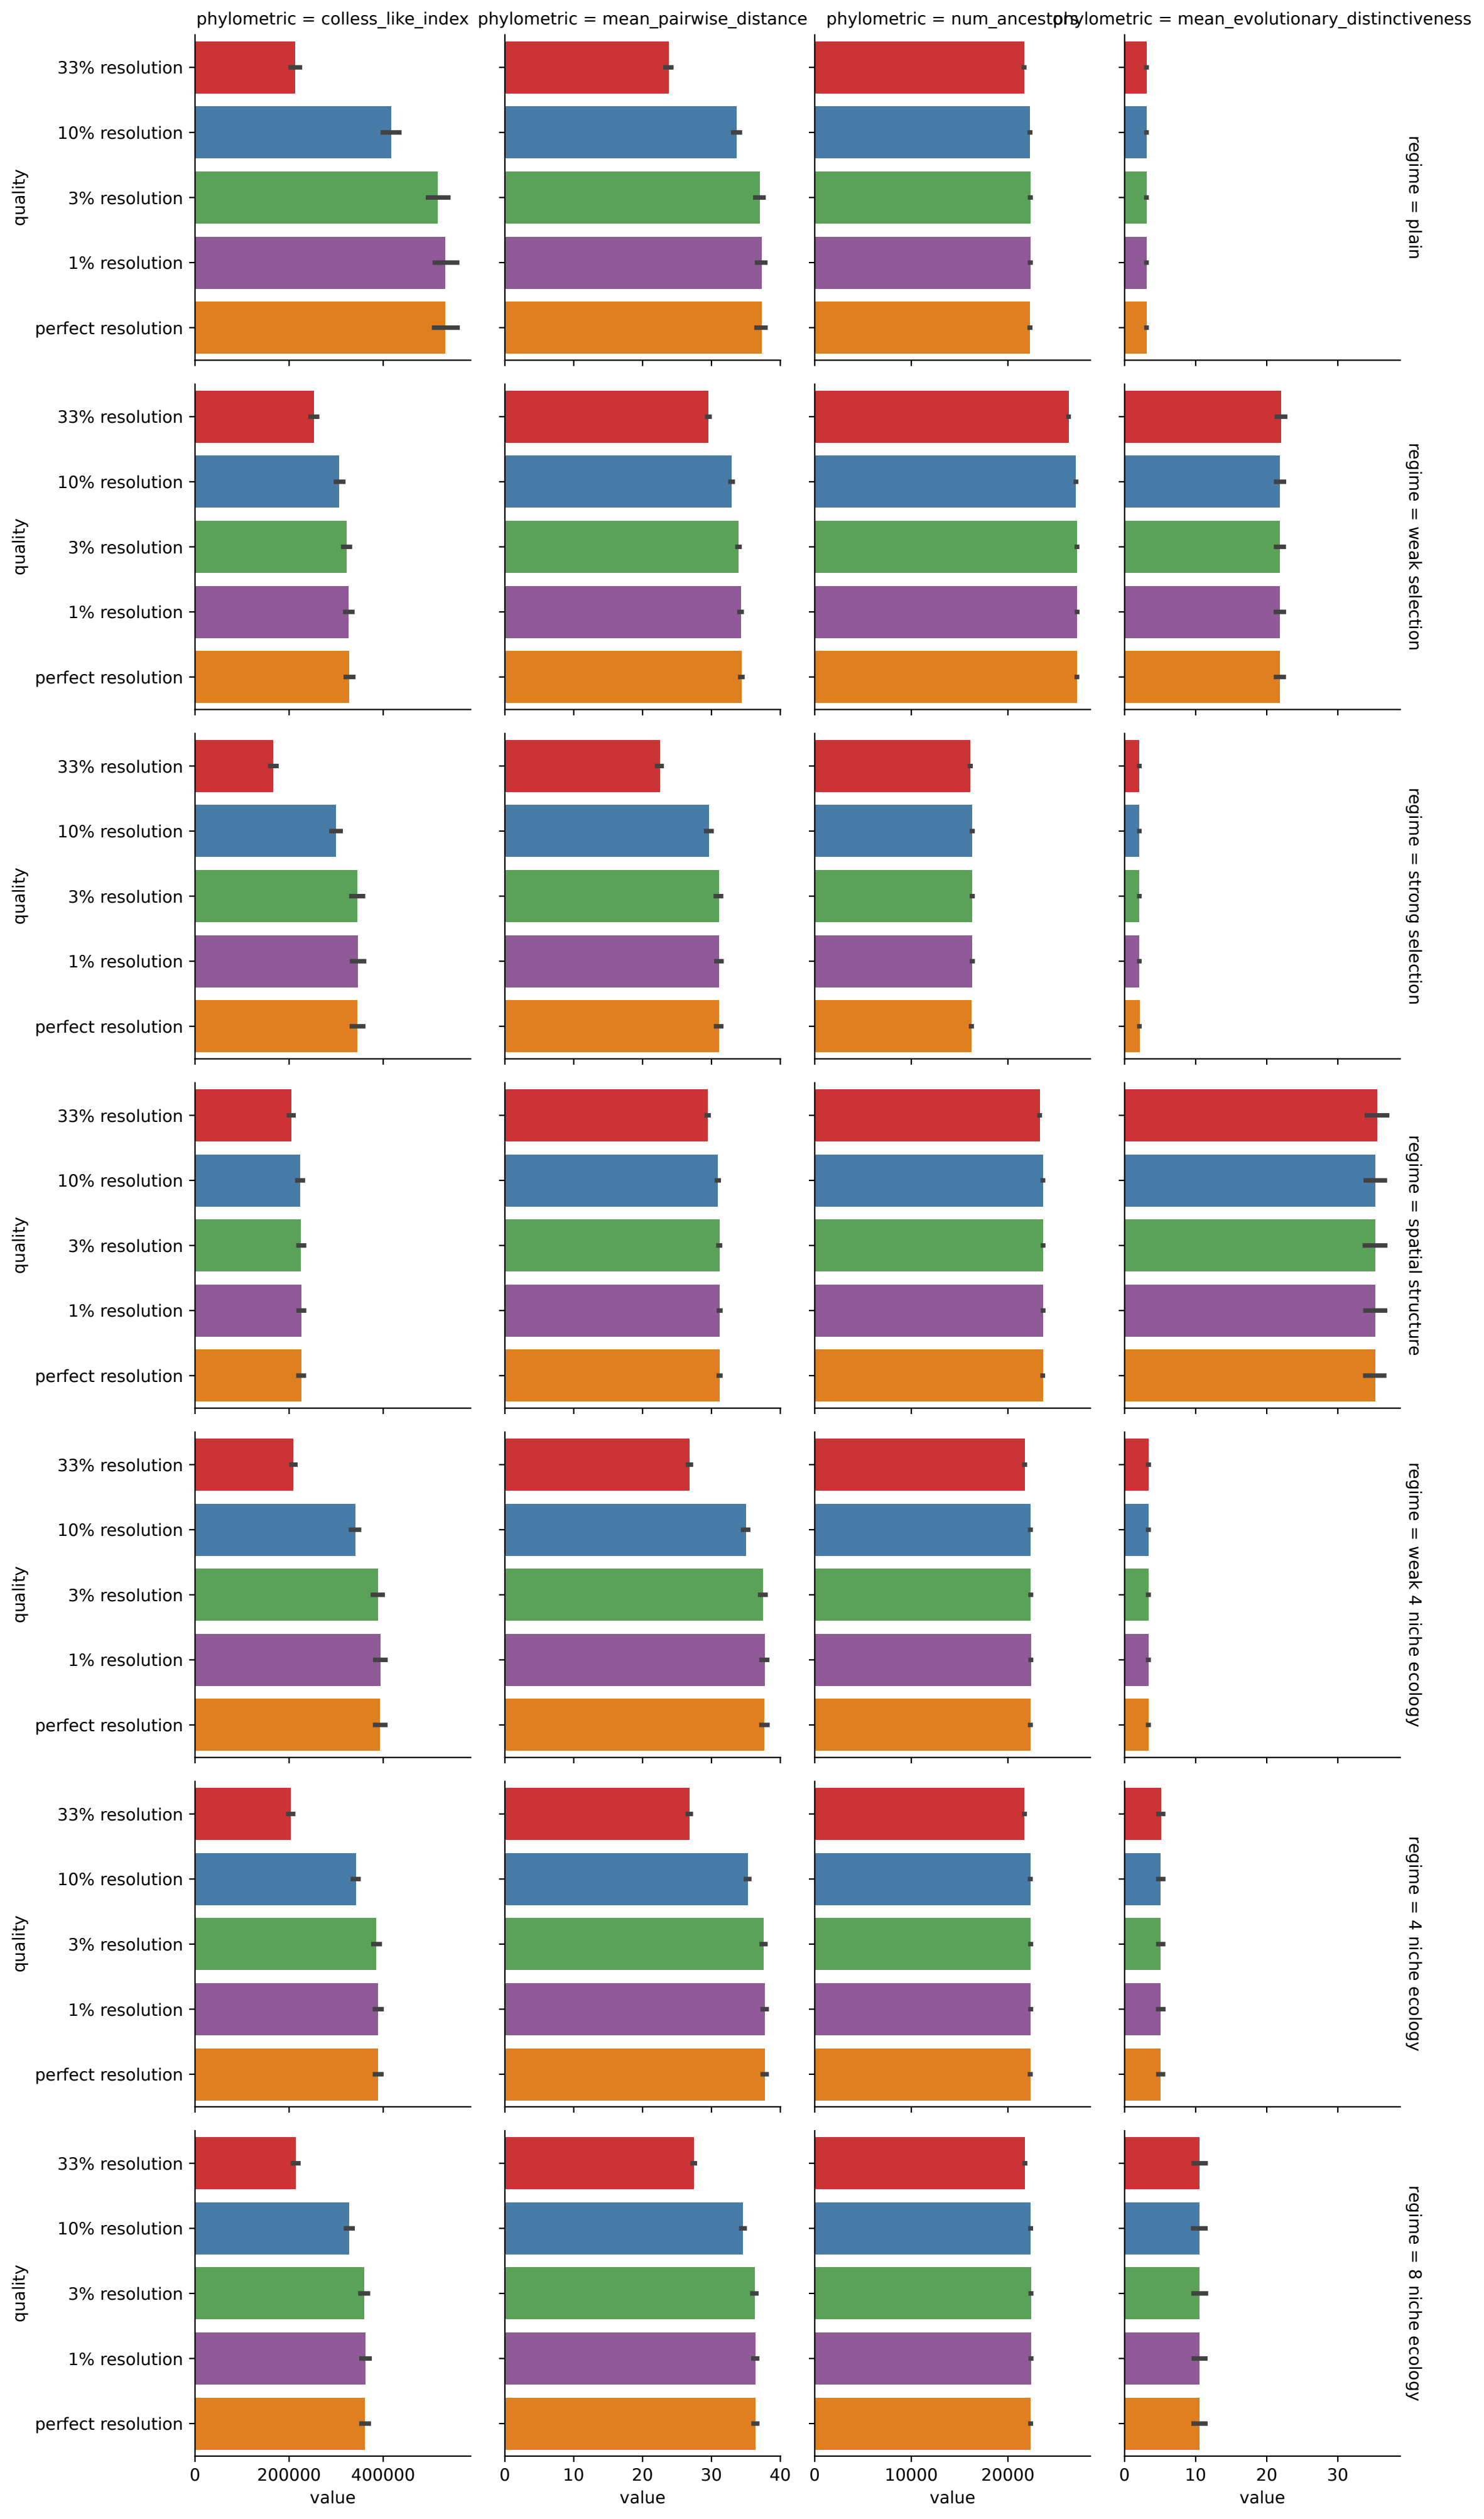 phylometric = colless_like_index
phylometric = mean_pairwise_distance
phylometric = num_ancestors
phylometric = mean_evolutionary_distinctiveness
quality
33% resolution
10% resolution
3% resolution
1% resolution
perfect resolution
regime = plain
quality
33% resolution
10% resolution
3% resolution
1% resolution
perfect resolution
regime = weak selection
quality
33% resolution
10% resolution
3% resolution
1% resolution
perfect resolution
regime = strong selection
quality
33% resolution
10% resolution
3% resolution
1% resolution
perfect resolution
regime = spatial structure
quality
33% resolution
10% resolution
3% resolution
1% resolution
perfect resolution
regime = weak 4 niche ecology
quality
33% resolution
10% resolution
3% resolution
1% resolution
perfect resolution
regime = 4 niche ecology
quality
33% resolution
10% resolution
3% resolution
1% resolution
perfect resolution
regime = 8 niche ecology
0 200000 400000
0 10 20 30 40
0 10000 20000
0 10 20 30
value
value
value
value